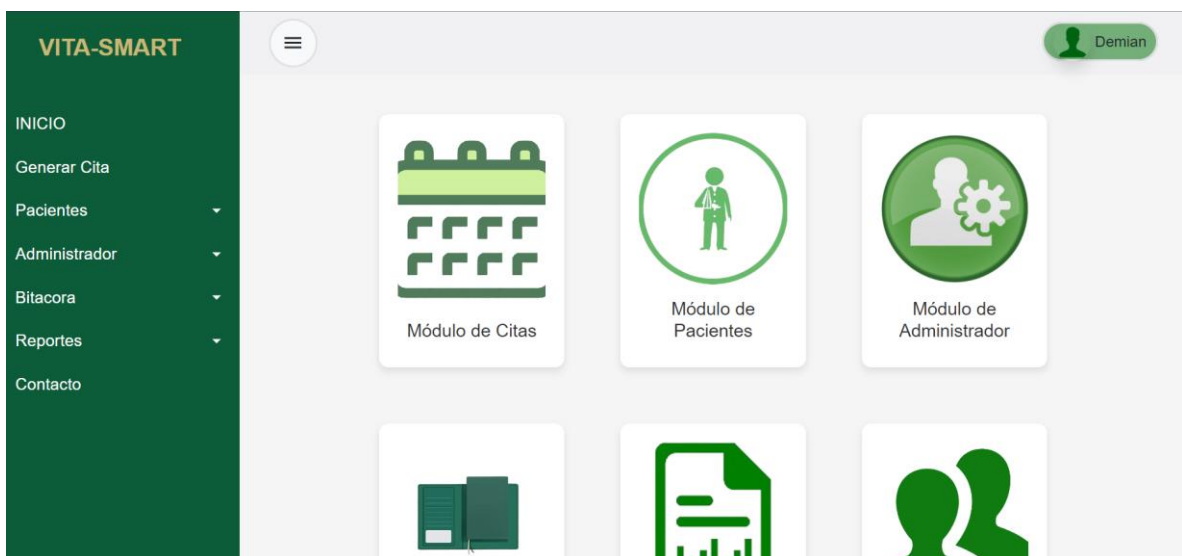 VITA-SMART
Demian
INICIO
Generar Cita
Pacientes
Administrador
Bitacora
Reportes
Contacto
Módulo de Citas
Módulo de
Pacientes
Módulo de
Administrador